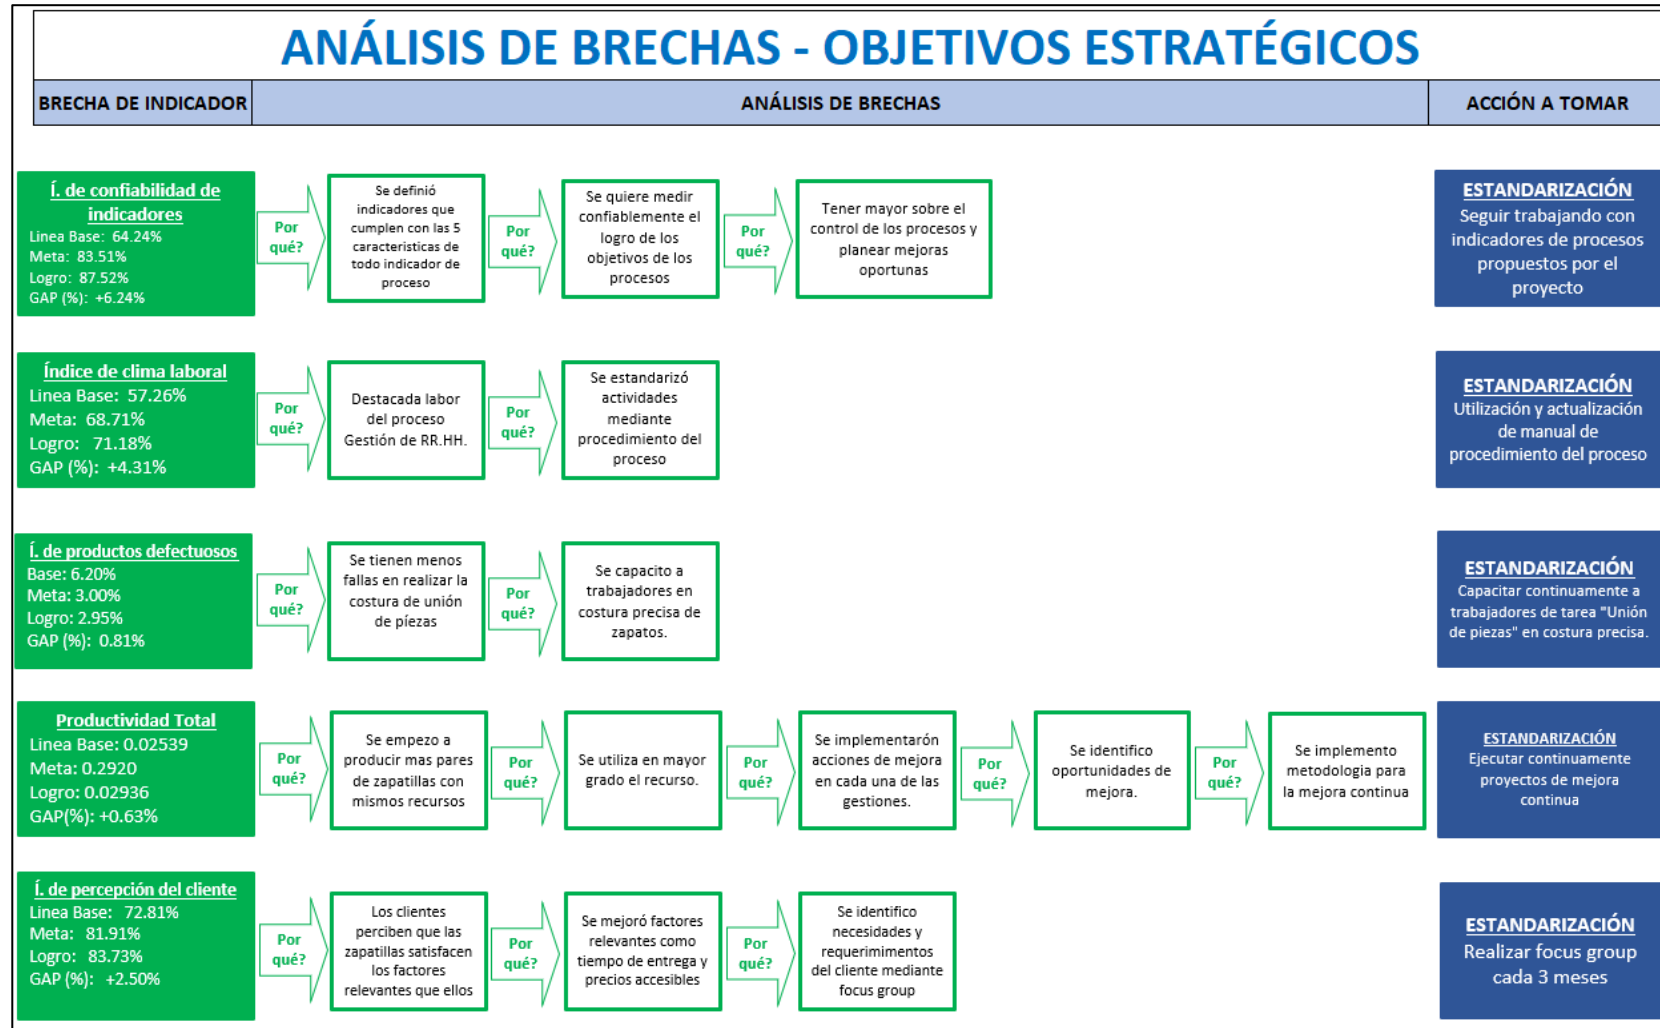 ANÁLISIS DE BRECHAS - OBJETIVOS ESTRATÉGICOS
BRECHA DE INDICADOR
ANÁLISIS DE BRECHAS
ACCIÓN A TOMAR
Í. de confiabilidad de
indicadores
Linea Base: 64.24%
Meta: 83.51%
Logro: 87.52%
GAP (%): +6.24%
Por
qué?
Se definió
indicadores que
cumplen con las 5
caracteristicas de
todo indicador de
proceso
Por
qué?
Se quiere medir
confiablemente el
logro de los
objetivos de los
procesos
Por
qué?
Tener mayor sobre el
control de los procesos y
planear mejoras
oportunas
ESTANDARIZACIÓN
Seguir trabajando con
indicadores de procesos
propuestos por el
proyecto
Índice de clima laboral
Linea Base: 57.26%
Meta: 68.71%
Logro: 71.18%
GAP (%): +4.31%
Por
qué?
Destacada labor
del proceso
Gestión de RR.HH.
Por
qué?
Se estandarizó
actividades
mediante
procedimiento del
proceso
ESTANDARIZACIÓN
Utilización y actualización
de manual de
procedimiento del proceso
Í. de productos defectuosos
Base: 6.20%
Meta: 3.00%
Logro: 2.95%
GAP (%): 0.81%
Por
qué?
Se tienen menos
fallas en realizar la
costura de unión
de píezas
Por
qué?
Se capacito a
trabajadores en
costura precisa de
zapatos.
ESTANDARIZACIÓN
Capacitar continuamente a
trabajadores de tarea "Unión
de piezas" en costura precisa.
Productividad Total
Linea Base: 0.02539
Meta: 0.2920
Logro: 0.02936
GAP(%): +0.63%
Por
qué?
Se empezo a
producir mas pares
de zapatillas con
mismos recursos
Por
qué?
Se utiliza en mayor
grado el recurso.
Por
qué?
Se implementarón
acciones de mejora
en cada una de las
gestiones.
Por
qué?
Se identifico
oportunidades de
mejora.
Por
qué?
Se implemento
metodologia para
la mejora continua
ESTANDARIZACIÓN
Ejecutar continuamente
proyectos de mejora
continua
Í. de percepción del cliente
Linea Base: 72.81%
Meta: 81.91%
Logro: 83.73%
GAP (%): +2.50%
Por
qué?
Los clientes
perciben que las
zapatillas satisfacen
los factores
relevantes que ellos
Por
qué?
Se mejoró factores
relevantes como
tiempo de entrega y
precios accesibles
Por
qué?
Se identifico
necesidades y
requerimimentos
del cliente mediante
focus group
ESTANDARIZACIÓN
Realizar focus group
cada 3 meses